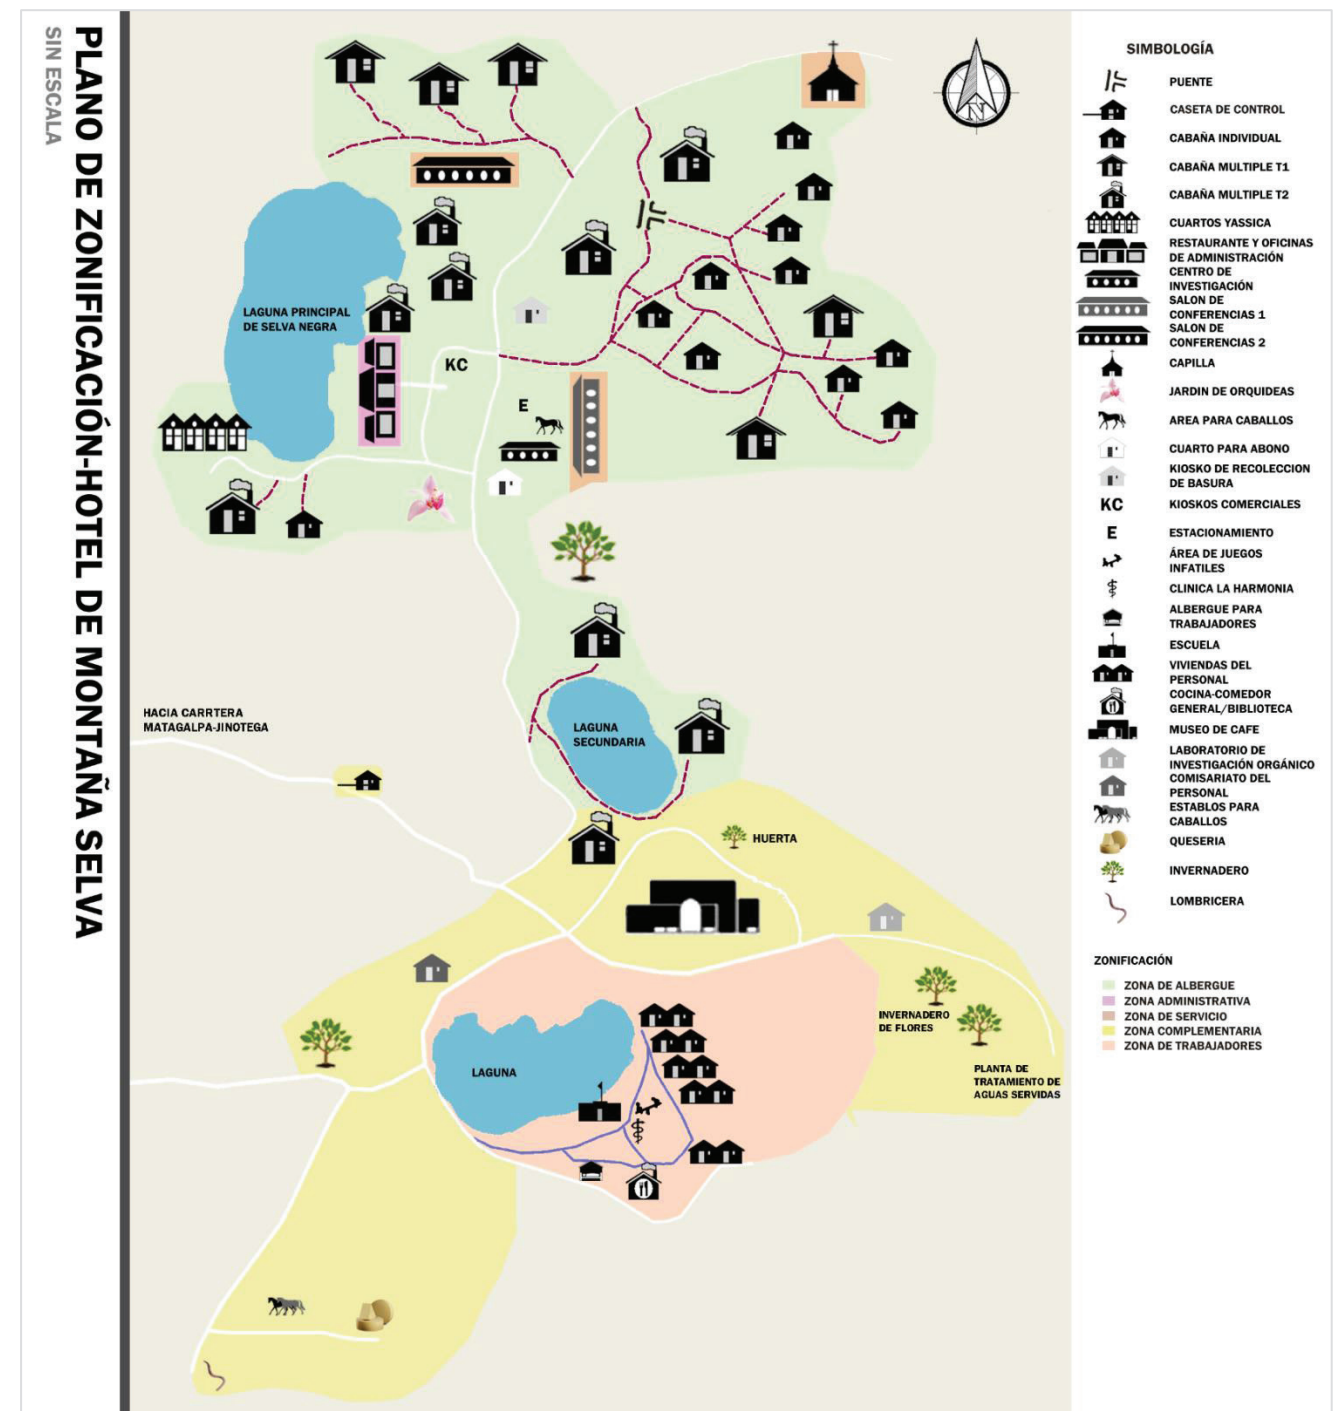 PLANO DE ZONIFICACIÓN-HOTEL DE MONTAÑA SELVA
SIN ESCALA
LAGUNA PRINCIPAL
DE SELVA NEGRA
KC
E
HACIA CARRTERA
MATAGALPA-JINOTEGA
LAGUNA
SECUNDARIA
HUERTA
INVERNADERO
DE FLORES
LAGUNA
PLANTA DE
TRATAMIENTO DE
AGUAS SERVIDAS
N
SIMBOLOGÍA
PUENTE
CASETA DE CONTROL
CABAÑA INDIVIDUAL
CABAÑA MULTIPLE T1
CABAÑA MULTIPLE T2
CUARTOS YASSICA
RESTAURANTE Y OFICINAS
DE ADMINISTRACIÓN
CENTRO DE
INVESTIGACIÓN
SALON DE
CONFERENCIAS 1
SALON DE
CONFERENCIAS 2
CAPILLA
JARDIN DE ORQUIDEAS
AREA PARA CABALLOS
CUARTO PARA ABONO
KIOSKO DE RECOLECCION
DE BASURA
KC KIOSKOS COMERCIALES
E ESTACIONAMIENTO
ÁREA DE JUEGOS
INFATILES
CLINICA LA HARMONIA
ALBERGUE PARA
TRABAJADORES
ESCUELA
VIVIENDAS DEL
PERSONAL
COCINA-COMEDOR
GENERAL/BIBLIOTECA
MUSEO DE CAFE
LABORATORIO DE
INVESTIGACIÓN ORGÁNICO
COMISARIATO DEL
PERSONAL
ESTABLOS PARA
CABALLOS
QUESERIA
INVERNADERO
LOMBRICERA
ZONIFICACIÓN
ZONA DE ALBERGUE
ZONA ADMINISTRATIVA
ZONA DE SERVICIO
ZONA COMPLEMENTARIA
ZONA DE TRABAJADORES